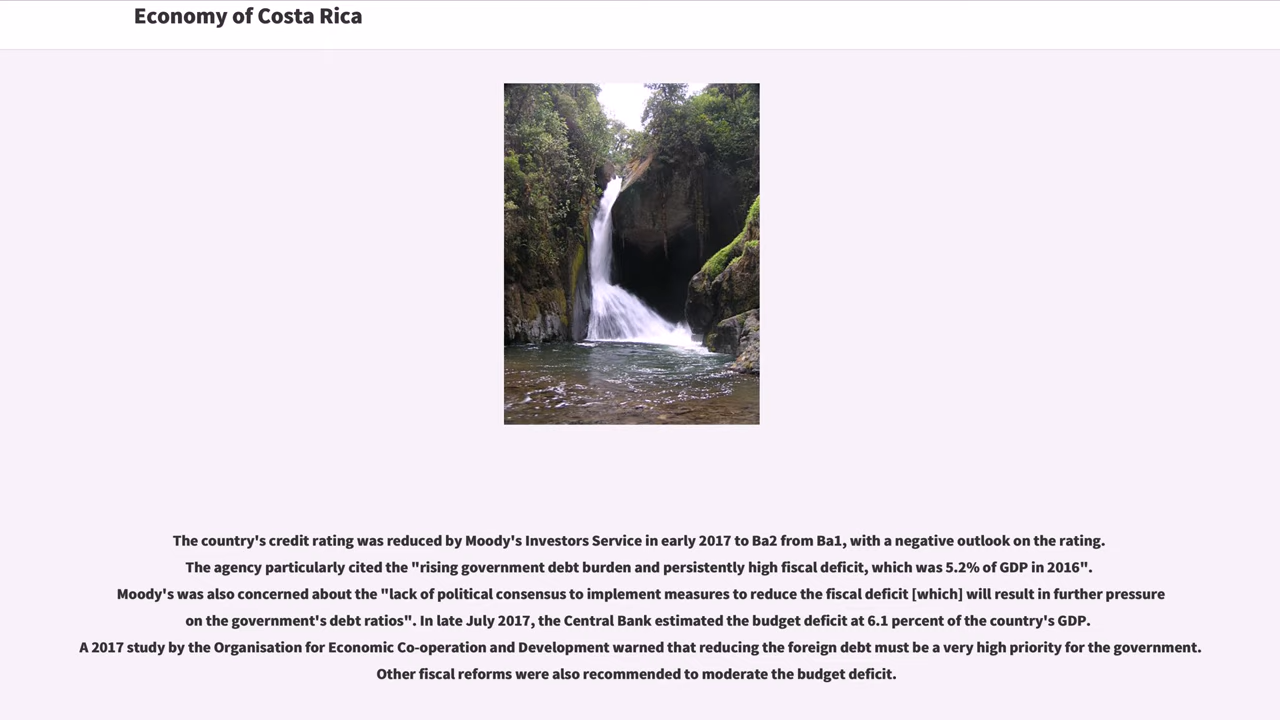 Economy of Costa Rica
The country's credit rating was reduced by Moody's Investors Service in early 2017 to Ba2 from Ba1, with a negative outlook on the rating.
The agency particularly cited the "rising government debt burden and persistently high fiscal deficit, which was 5.2% of GDP in 2016".
Moody's was also concerned about the "lack of political consensus to implement measures to reduce the fiscal deficit [which] will result in further pressure
on the government's debt ratios". In late July 2017, the Central Bank estimated the budget deficit at 6.1 percent of the country's GDP.
A 2017 study by the Organisation for Economic Co-operation and Development warned that reducing the foreign debt must be a very high priority for the government.
Other fiscal reforms were also recommended to moderate the budget deficit.